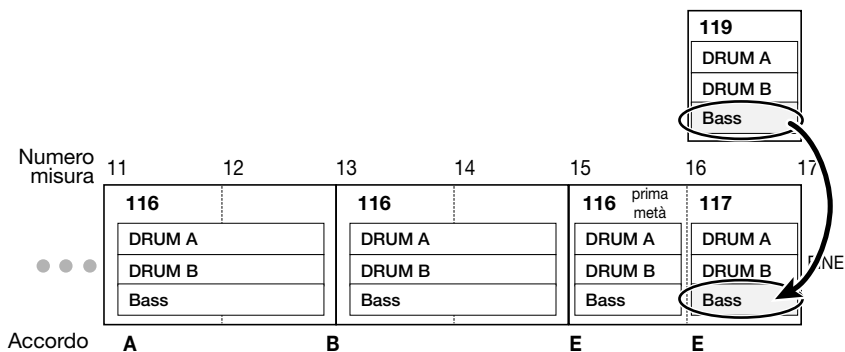 119
DRUM A
DRUM B
Bass
Numero misura
11 12 13 14 15 16 17
116 116 116 prima metà 117
DRUM A DRUM A DRUM A DRUM A
DRUM B DRUM B DRUM B DRUM B
Bass Bass Bass Bass
Accordo A B E E